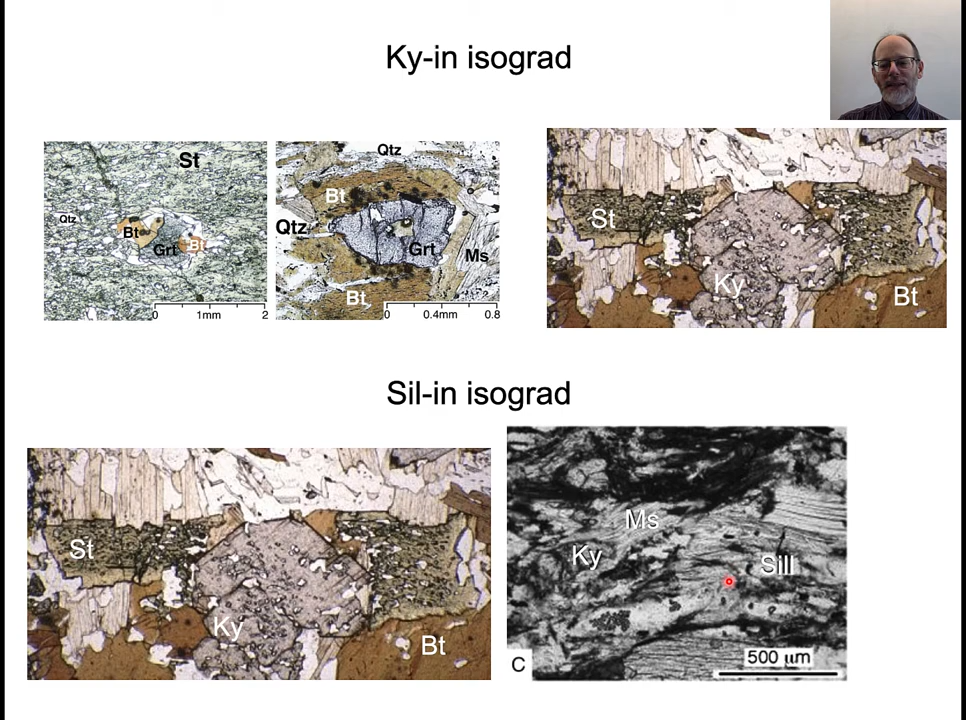 Ky-in isograd
St
Qtz
Bt
Grt
Bt
0 1mm 2
Qtz
Bt
Qtz
Grt
Ms
Bt
0 0.4mm 0.8
St
Ky
Bt
Sil-in isograd
St
Ky
Bt
Ms
Ky
Sill
C
500 μm